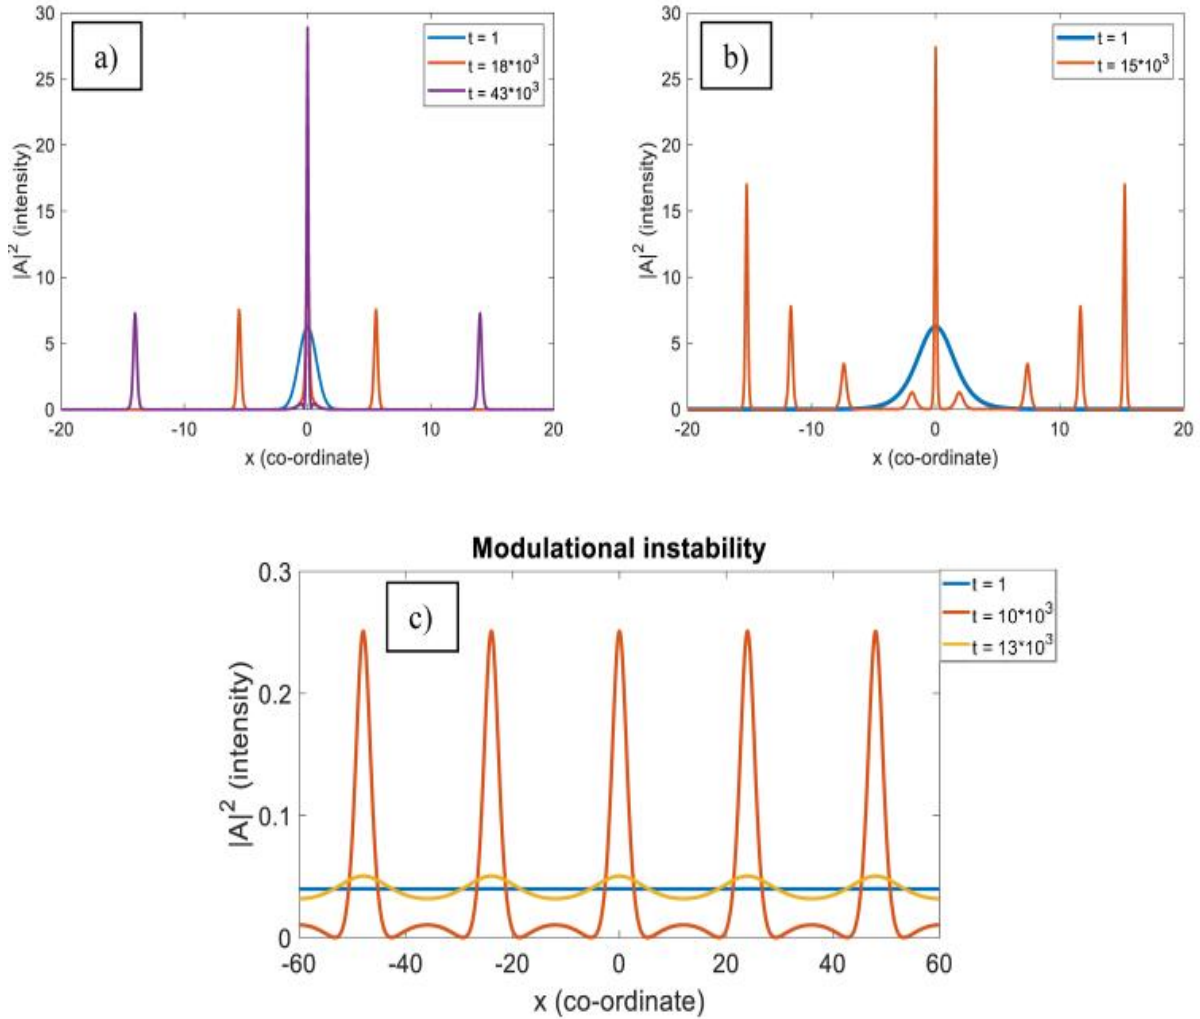 a)
t = 1
t = 18*10³
t = 43*10³
30
25
20
15
10
5
0
|A|² (intensity)
-20 -10 0 10 20
x (co-ordinate)
b)
t = 1
t = 15*10³
30
25
20
15
10
5
0
|A|² (intensity)
-20 -10 0 10 20
x (co-ordinate)
Modulational instability
c)
t = 1
t = 10*10³
t = 13*10³
0.3
0.2
0.1
0
|A|² (intensity)
-60 -40 -20 0 20 40 60
x (co-ordinate)